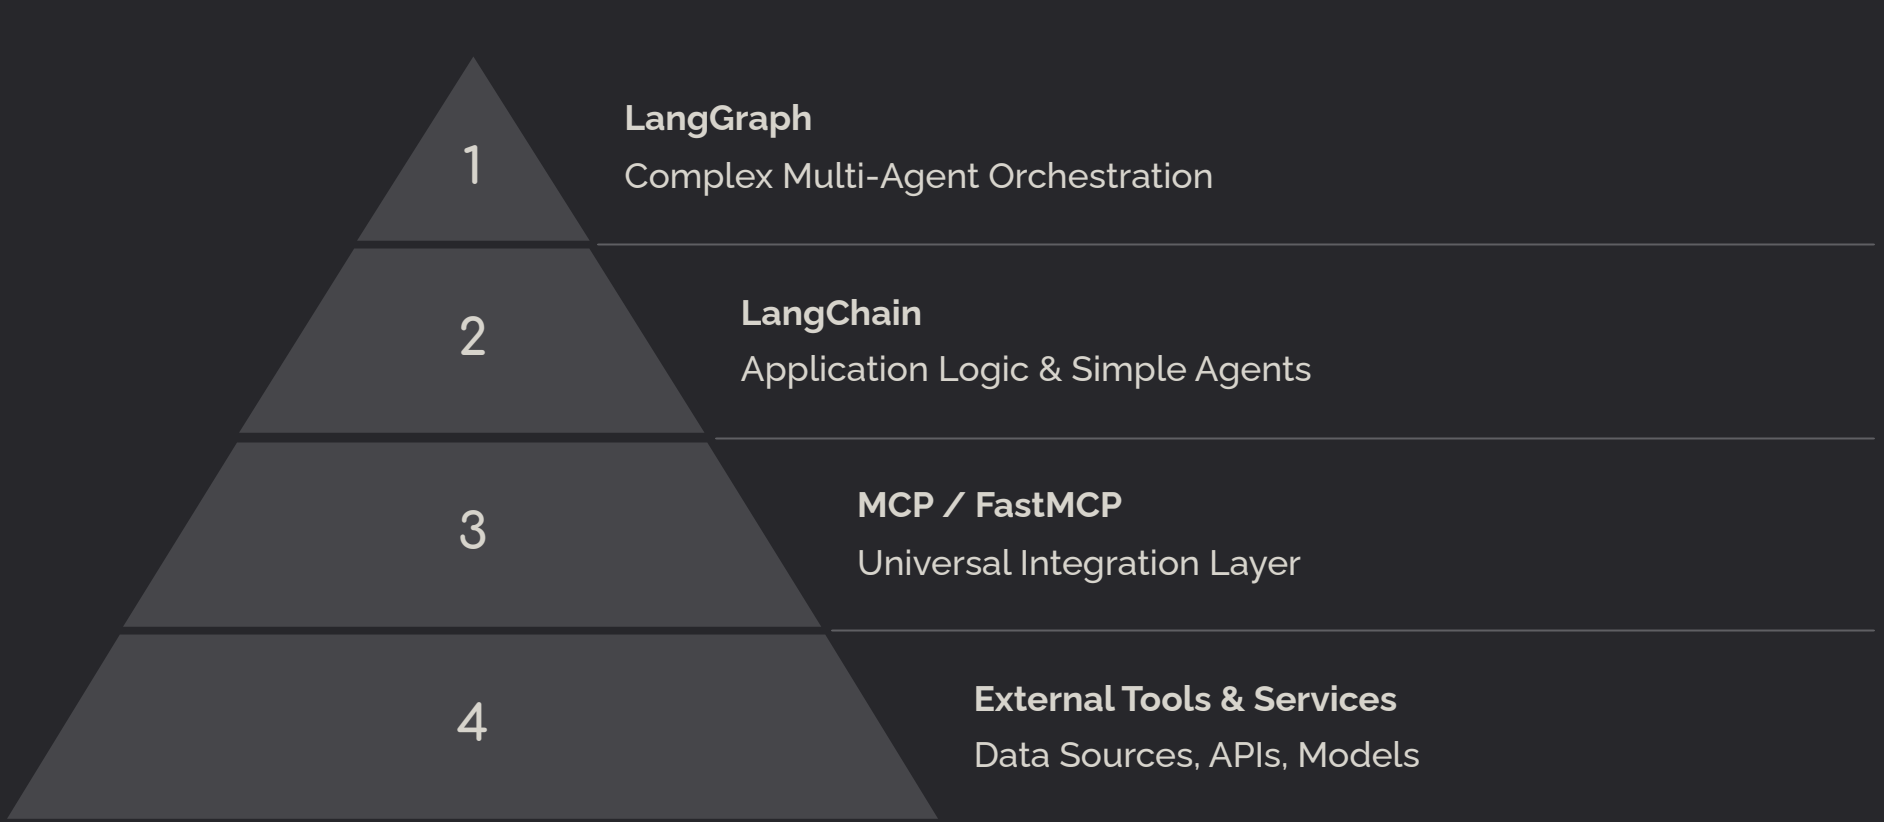 1
LangGraph
Complex Multi-Agent Orchestration
2
LangChain
Application Logic & Simple Agents
3
MCP / FastMCP
Universal Integration Layer
4
External Tools & Services
Data Sources, APIs, Models